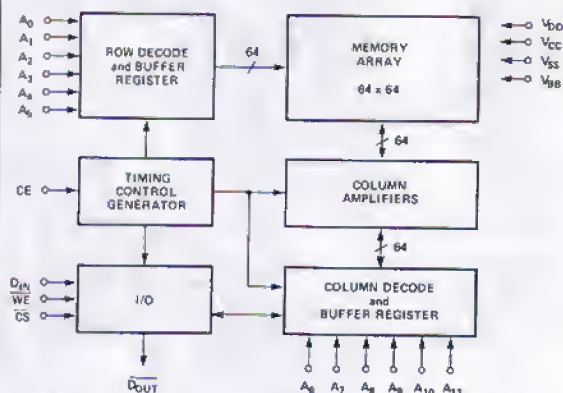 A0
A1
A2
A3
A4
A5
ROW DECODE
and BUFFER
REGISTER
64
MEMORY
ARRAY
64 x 64
VDD
VCC
VSS
VBB
CE
TIMING
CONTROL
GENERATOR
64
COLUMN
AMPLIFIERS
64
DIN
WE
CS
I/O
COLUMN DECODE
and
BUFFER REGISTER
DOUT
A6 A7 A8 A9 A10 A11